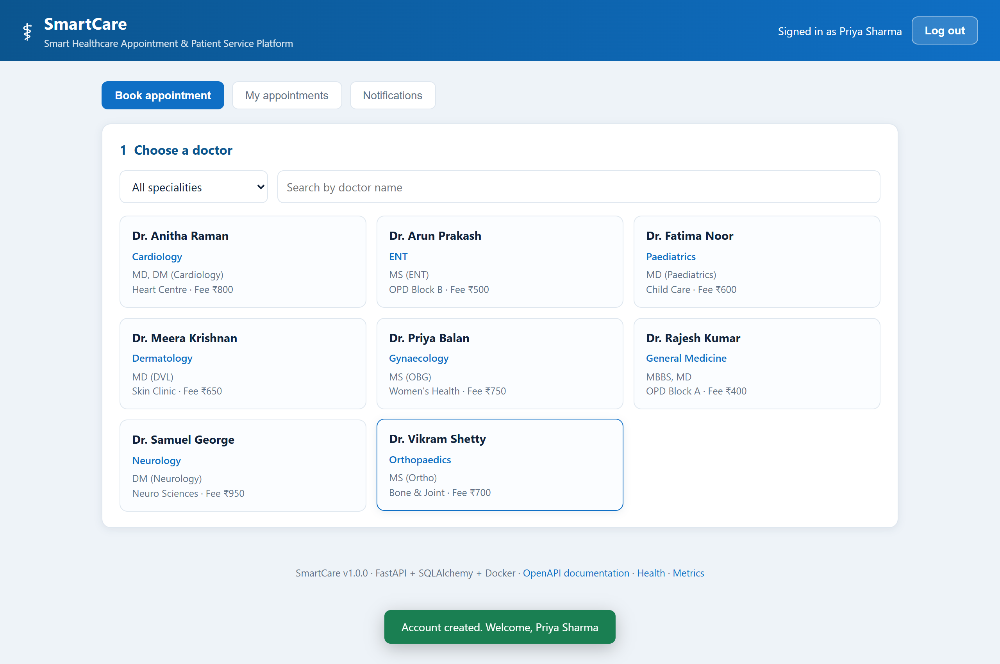 SmartCare
Smart Healthcare Appointment & Patient Service Platform
Signed in as Priya Sharma
Log out
Book appointment
My appointments
Notifications
1 Choose a doctor
All specialities
Search by doctor name
Dr. Anitha Raman
Cardiology
MD, DM (Cardiology)
Heart Centre · Fee ₹800
Dr. Arun Prakash
ENT
MS (ENT)
OPD Block B · Fee ₹500
Dr. Fatima Noor
Paediatrics
MD (Paediatrics)
Child Care · Fee ₹600
Dr. Meera Krishnan
Dermatology
MD (DVL)
Skin Clinic · Fee ₹650
Dr. Priya Balan
Gynaecology
MS (OBG)
Women's Health · Fee ₹750
Dr. Rajesh Kumar
General Medicine
MBBS, MD
OPD Block A · Fee ₹400
Dr. Samuel George
Neurology
DM (Neurology)
Neuro Sciences · Fee ₹950
Dr. Vikram Shetty
Orthopaedics
MS (Ortho)
Bone & Joint · Fee ₹700
SmartCare v1.0.0 · FastAPI + SQLAlchemy + Docker · OpenAPI documentation · Health · Metrics
Account created. Welcome, Priya Sharma